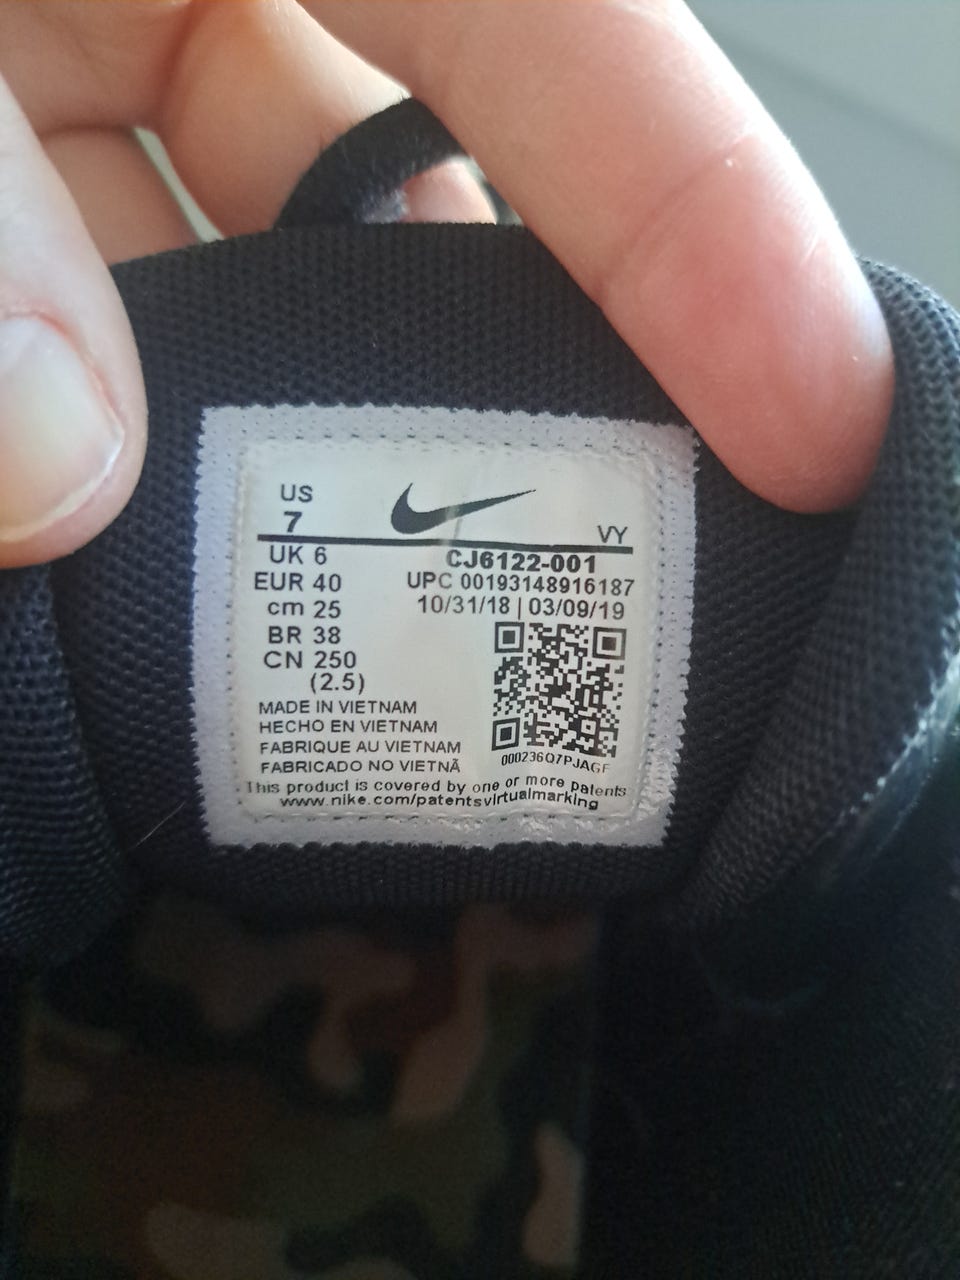 US
7
VY
UK 6
CJ6122-001
EUR 40
UPC 00193148916187
cm 25
10/31/18 | 03/09/19
BR 38
CN 250
(2.5)
MADE IN VIETNAM
HECHO EN VIETNAM
FABRIQUE AU VIETNAM
FABRICADO NO VIETNÃ
000236Q7PJAGF
This product is covered by one or more patents
www.nike.com/patentsvirtualmarking